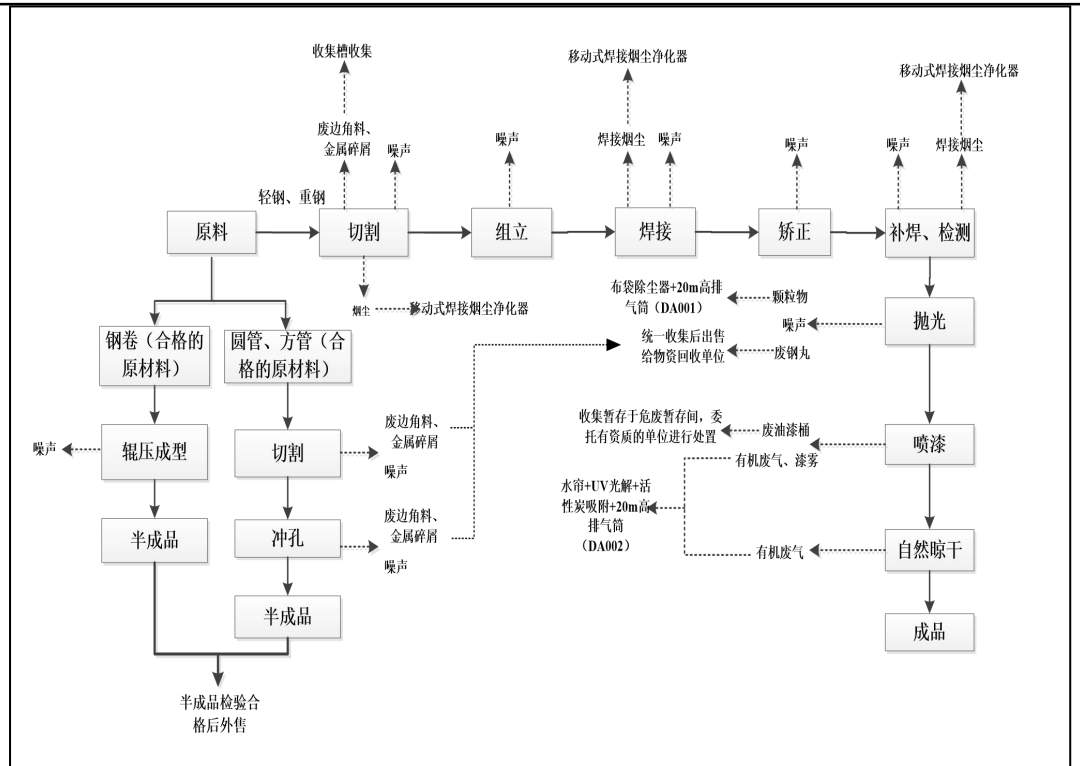 收集槽收集
移动式焊接烟尘净化器
移动式焊接烟尘净化器
废边角料、
金属碎屑
噪声
噪声
焊接烟尘
噪声
噪声
噪声
焊接烟尘
轻钢、重钢
原料
切割
组立
焊接
矫正
补焊、检测
烟尘
移动式焊接烟尘净化器
布袋除尘器+20m高排
气筒（DA001）
颗粒物
噪声
抛光
统一收集后出售
给物资回收单位
废钢丸
钢卷（合格的
原材料）
圆管、方管（合
格的原材料）
噪声
辊压成型
切割
废边角料、
金属碎屑
噪声
收集暂存于危废暂存间，委
托有资质的单位进行处置
废油漆桶
有机废气、漆雾
喷漆
水帘+UV光解+活
性炭吸附+20m高
排气筒
（DA002）
有机废气
自然晾干
半成品
冲孔
废边角料、
金属碎屑
噪声
半成品
成品
半成品检验合
格后外售